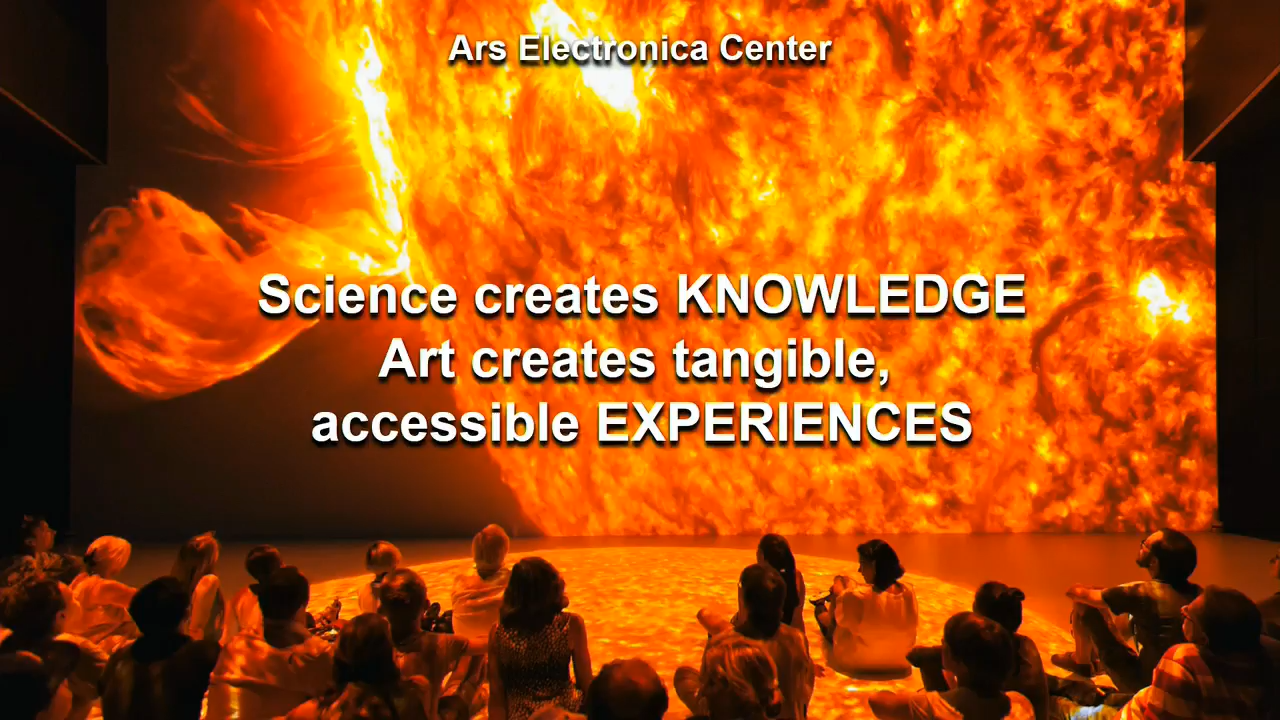 Ars Electronica Center
Science creates KNOWLEDGE
Art creates tangible,
accessible EXPERIENCES